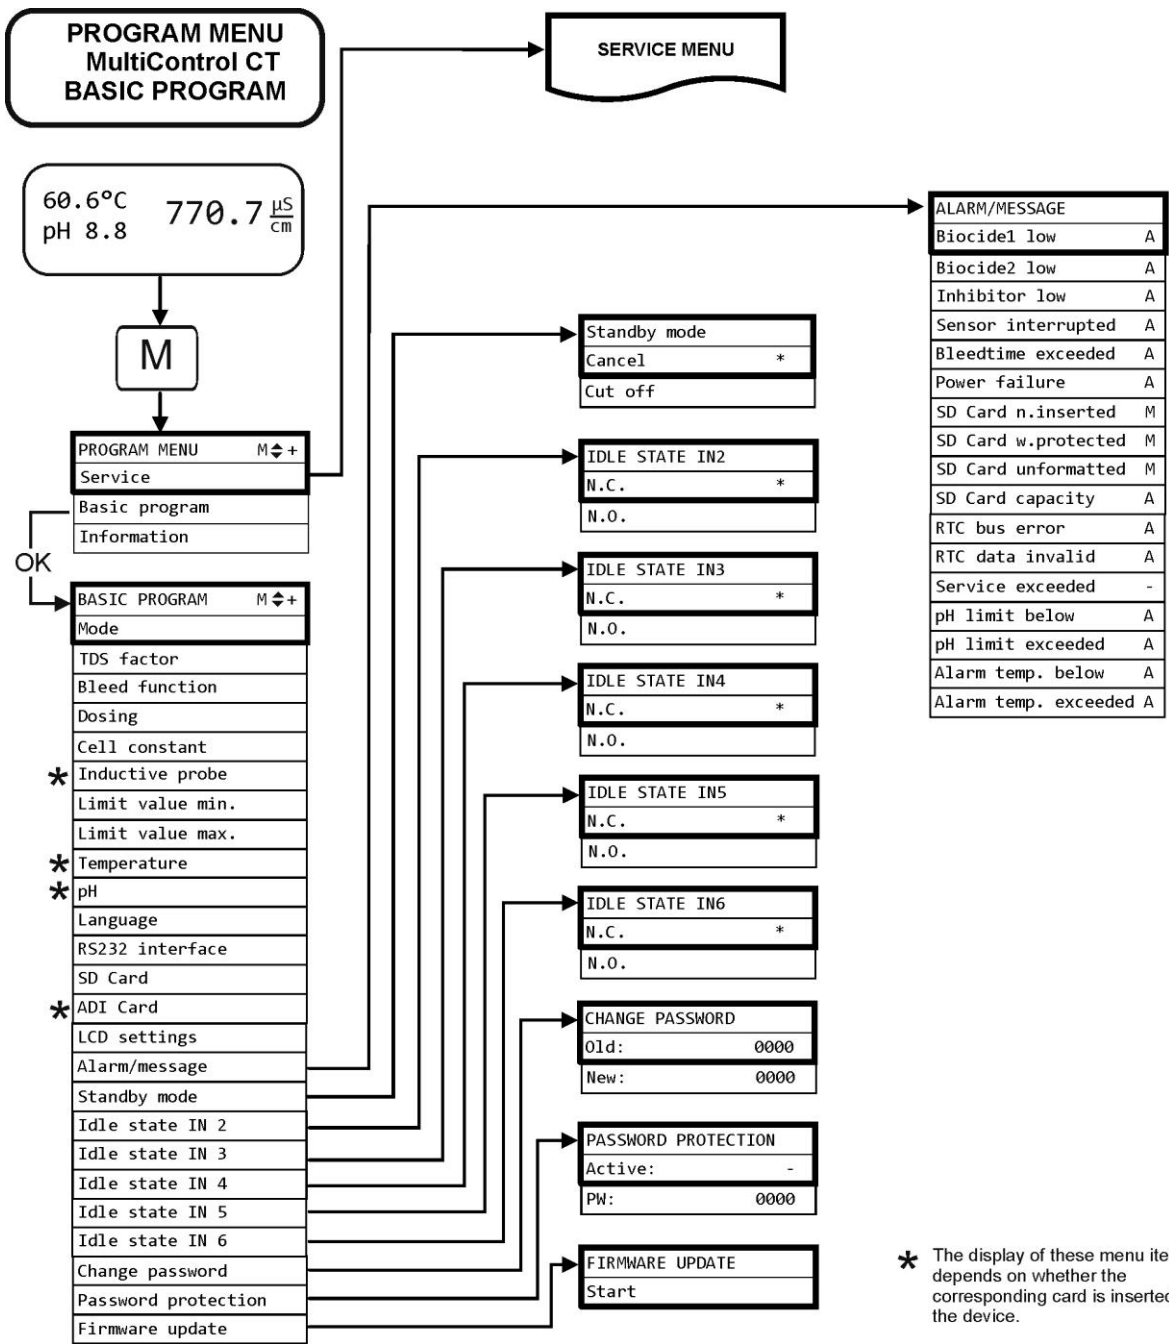 PROGRAM MENU
MultiControl CT
BASIC PROGRAM
SERVICE MENU
60.6°C
pH 8.8
770.7 µS/cm
M
PROGRAM MENU M +
Service
Basic program
Information
OK
BASIC PROGRAM M +
Mode
TDS factor
Bleed function
Dosing
Cell constant
* Inductive probe
Limit value min.
Limit value max.
* Temperature
* pH
Language
RS232 interface
SD Card
* ADI Card
LCD settings
Alarm/message
Standby mode
Idle state IN 2
Idle state IN 3
Idle state IN 4
Idle state IN 5
Idle state IN 6
Change password
Password protection
Firmware update
Standby mode
Cancel *
Cut off
IDLE STATE IN2
N.C. *
N.O.
IDLE STATE IN3
N.C. *
N.O.
IDLE STATE IN4
N.C. *
N.O.
IDLE STATE IN5
N.C. *
N.O.
IDLE STATE IN6
N.C. *
N.O.
CHANGE PASSWORD
Old: 0000
New: 0000
PASSWORD PROTECTION
Active: -
PW: 0000
FIRMWARE UPDATE
Start
ALARM/MESSAGE
Biocide1 low A
Biocide2 low A
Inhibitor low A
Sensor interrupted A
Bleedtime exceeded A
Power failure A
SD Card n.inserted M
SD Card w.protected M
SD Card unformatted M
SD Card capacity A
RTC bus error A
RTC data invalid A
Service exceeded -
pH limit below A
pH limit exceeded A
Alarm temp. below A
Alarm temp. exceeded A
* The display of these menu ite
depends on whether the
corresponding card is inserted
the device.